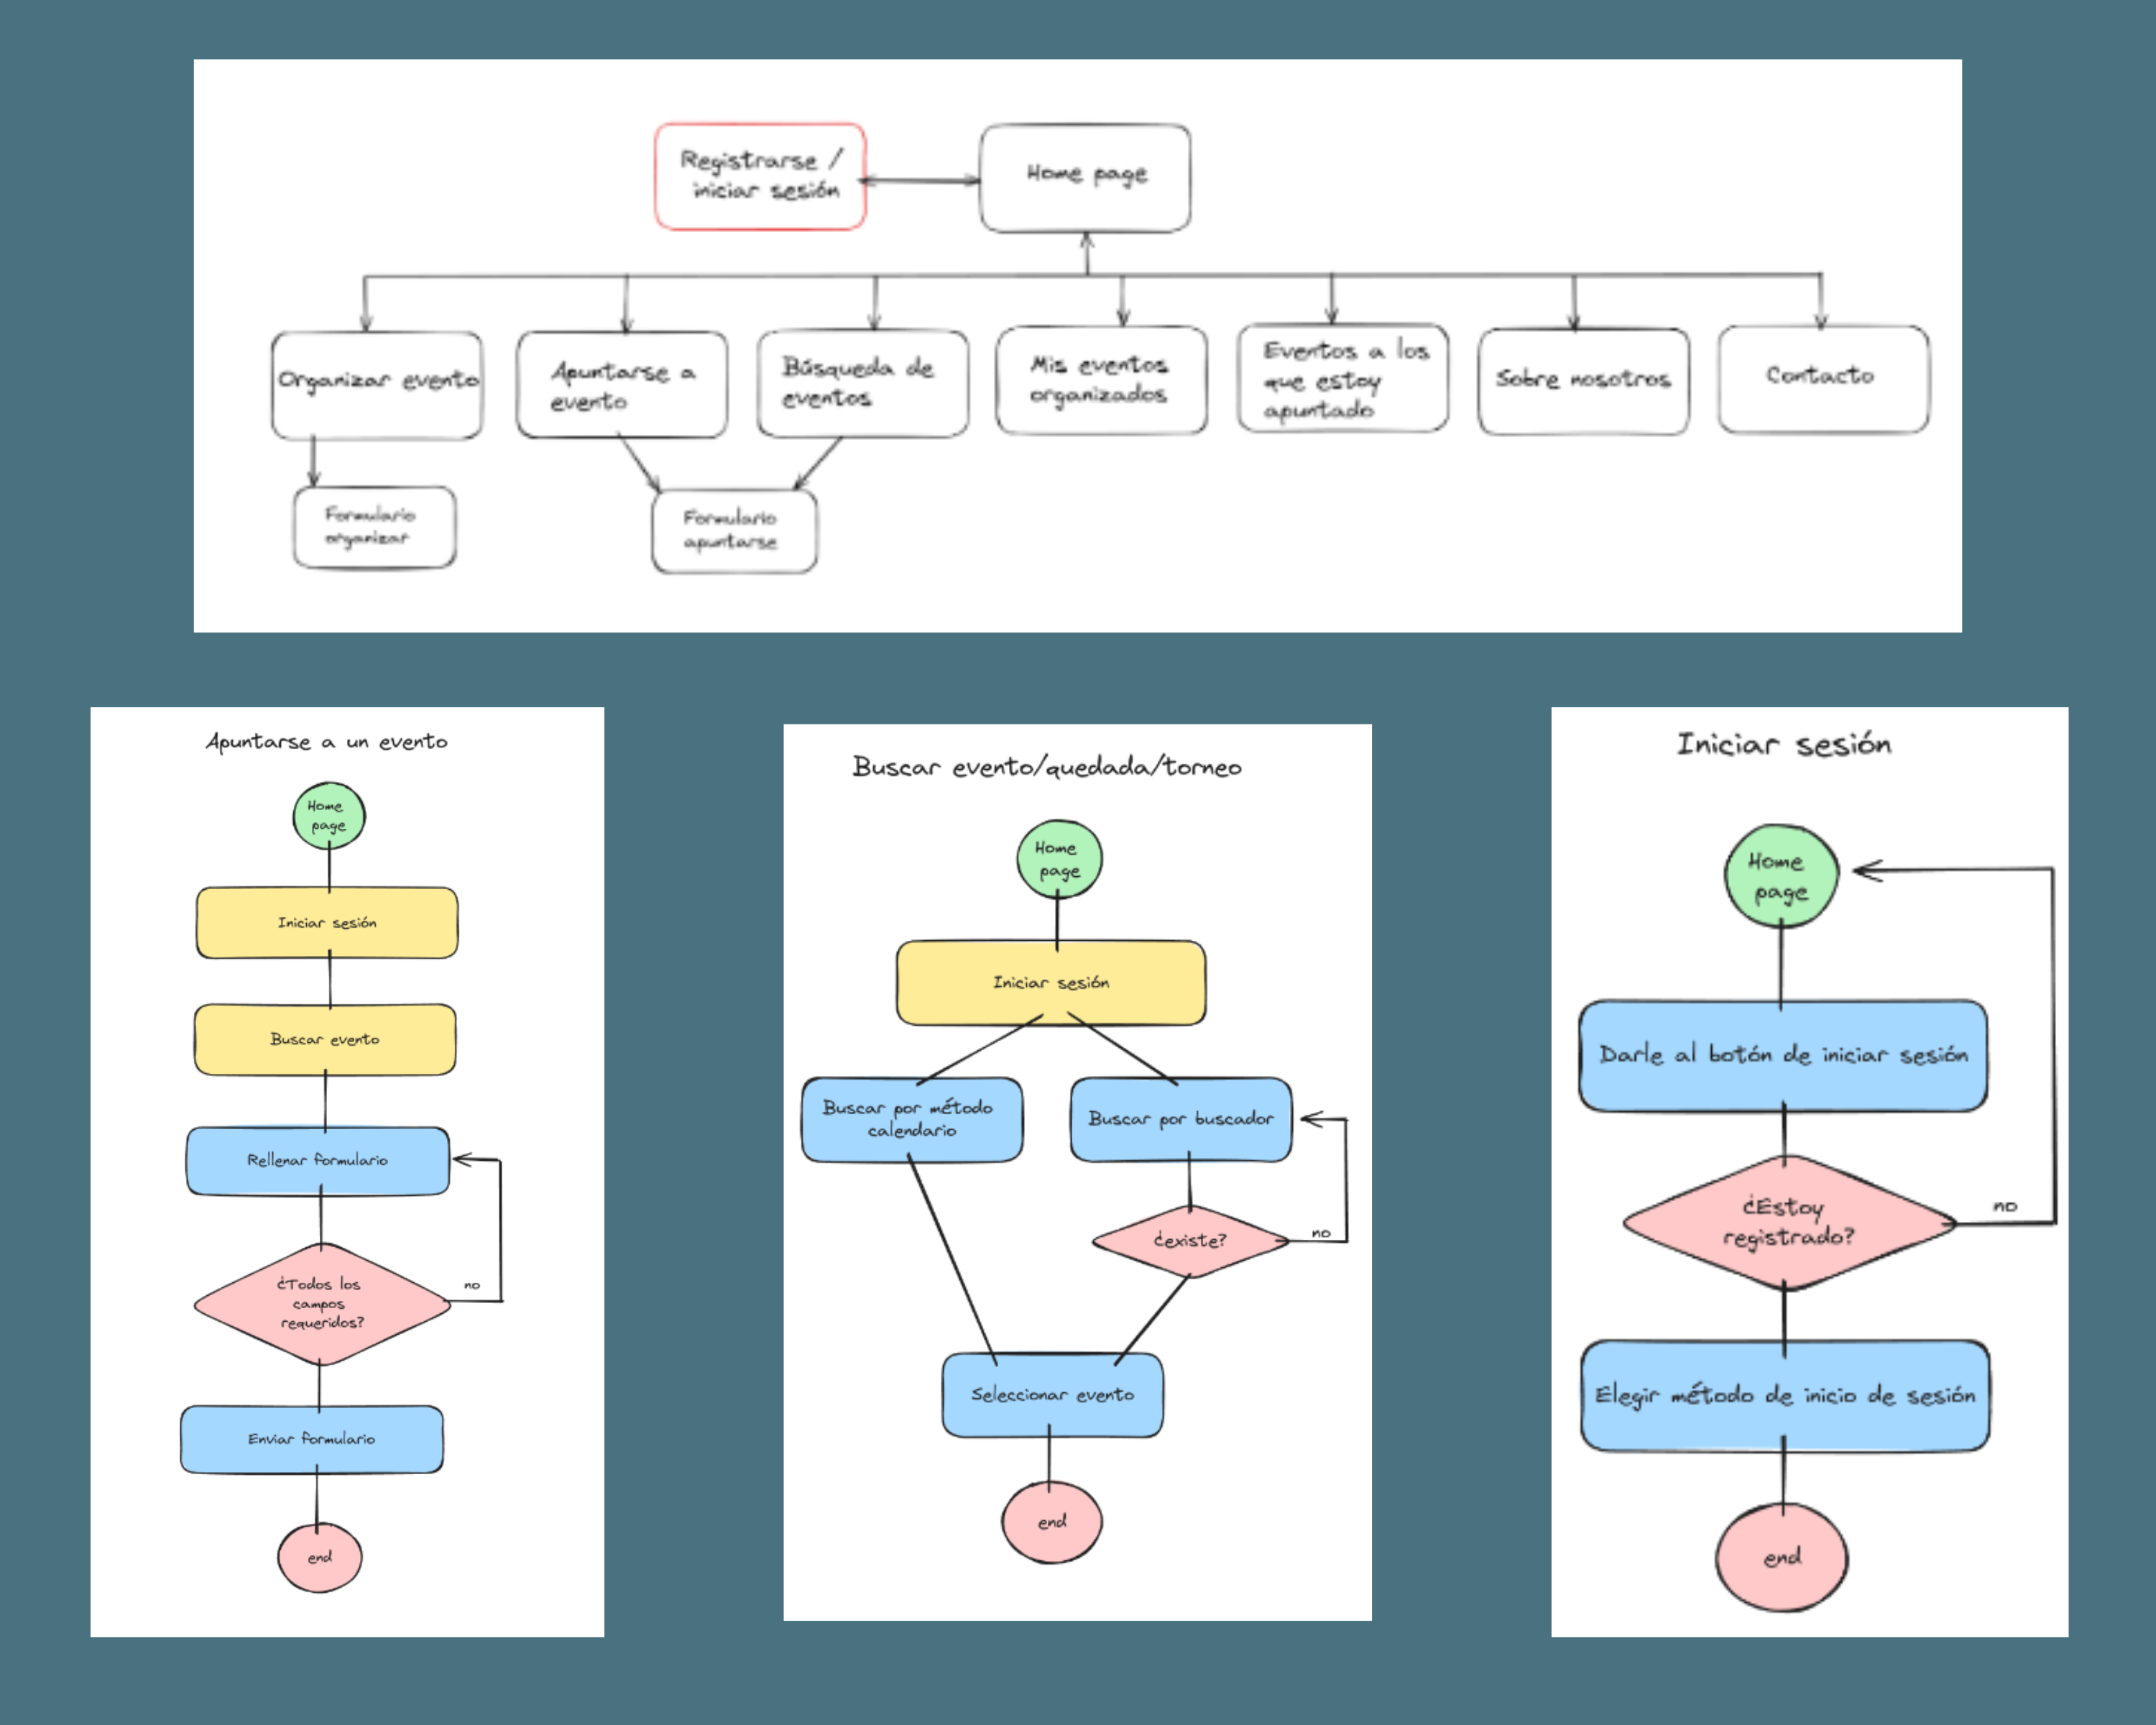 Registrarse /
iniciar sesión
Home page
Organizar evento
Apuntarse a
evento
Búsqueda de
eventos
Mis eventos
organizados
Eventos a los
que estoy
apuntado
Sobre nosotros
Contacto
Formulario
organizar
Formulario
apuntarse
Apuntarse a un evento
Home
page
Iniciar sesión
Buscar evento
Rellenar formulario
¿Todos los
campos
requeridos?
no
Enviar formulario
end
Buscar evento/quedada/torneo
Home
page
Iniciar sesión
Buscar por método
calendario
Buscar por buscador
¿existe?
no
Seleccionar evento
end
Iniciar sesión
Home
page
Darle al botón de iniciar sesión
¿Estoy
registrado?
no
Elegir método de inicio de sesión
end